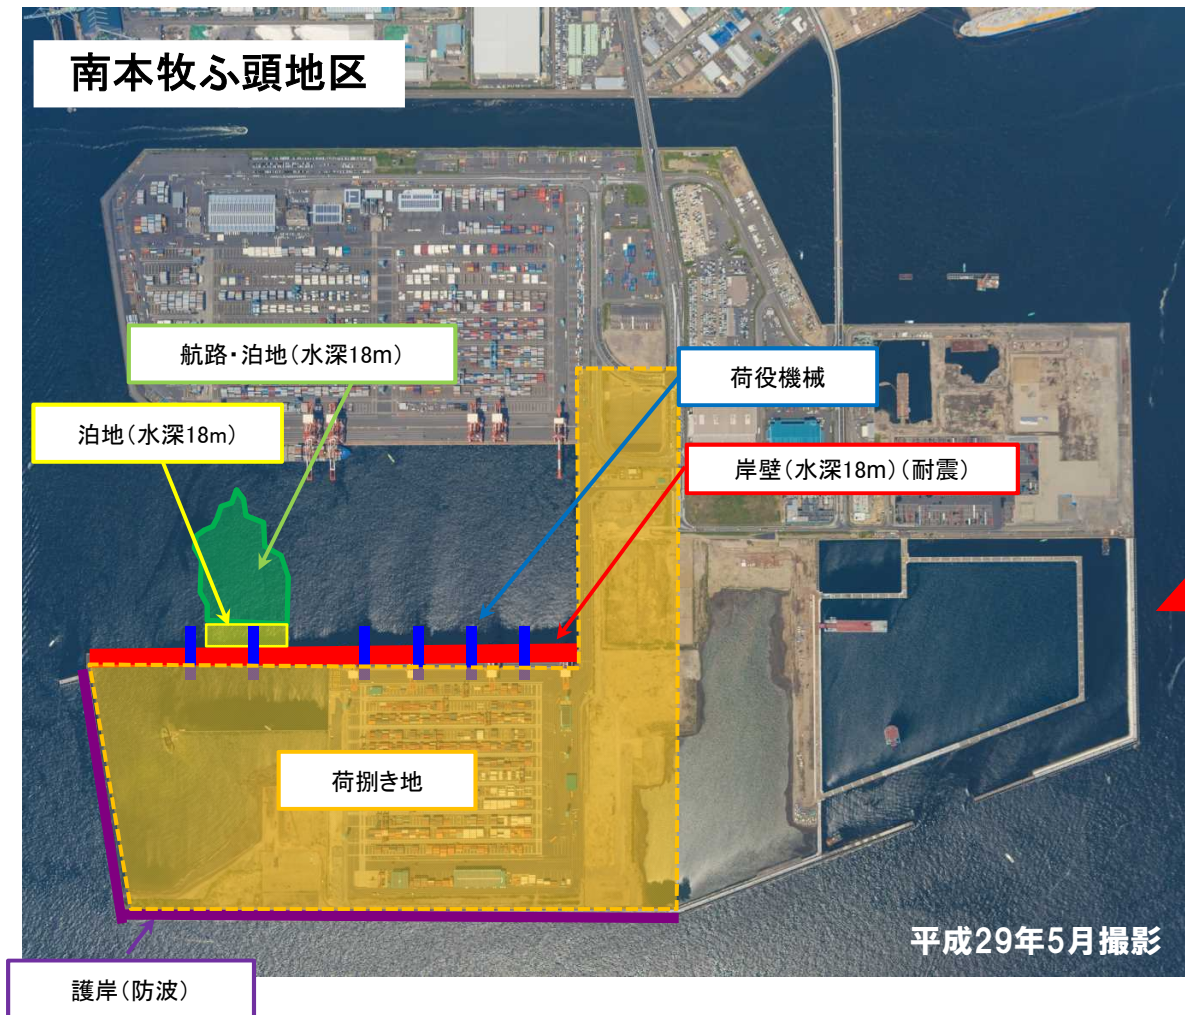 南本牧ふ頭地区
航路・泊地（水深18m）
荷役機械
泊地（水深18m）
岸壁（水深18m）（耐震）
荷捌き地
平成29年5月撮影
護岸（防波）